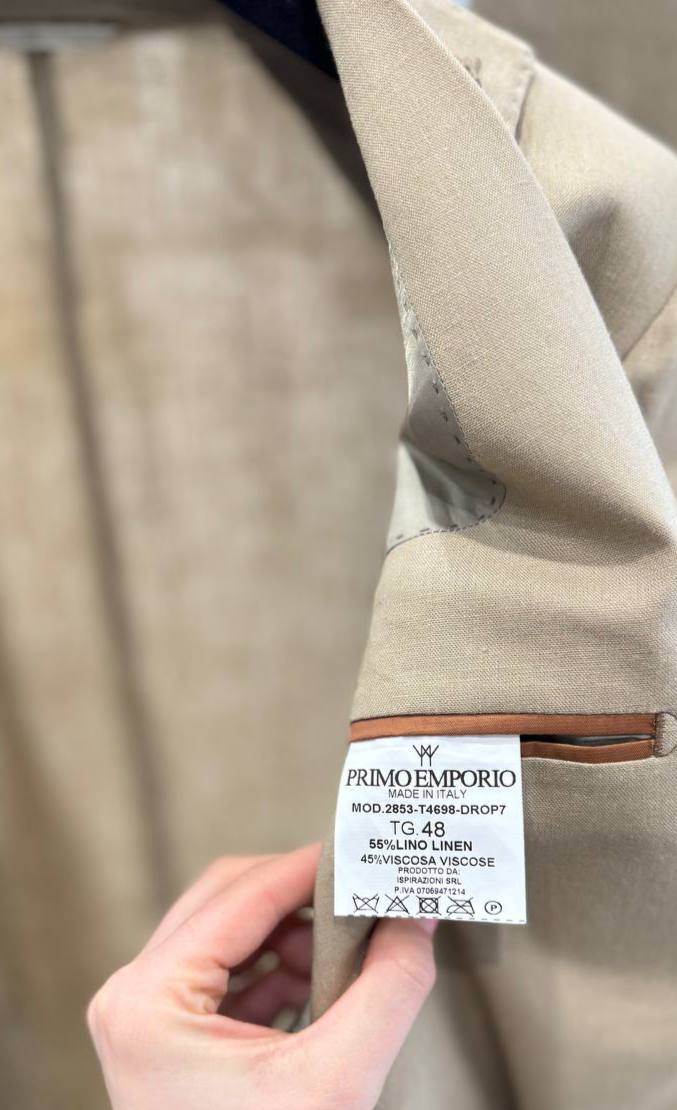 PRIMO EMPORIO
MADE IN ITALY
MOD.2853-T4698-DROP7
TG.48
55%LINO LINEN
45%VISCOSA VISCOSE
PRODOTTO DA:
ISPIRAZIONI SRL
P.IVA 07069471214
P